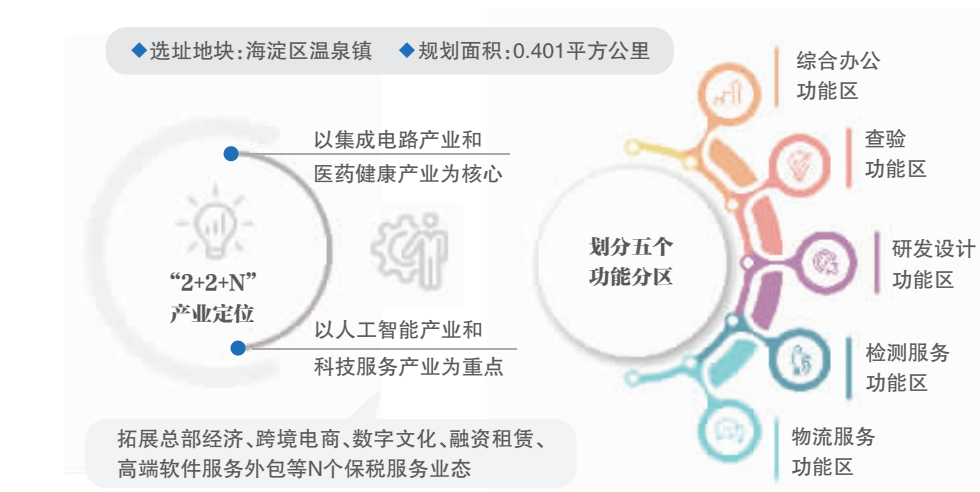 ◆选址地块:海淀区温泉镇 ◆规划面积:0.401平方公里
以集成电路产业和
医药健康产业为核心
“2+2+N”
产业定位
以人工智能产业和
科技服务产业为重点
拓展总部经济、跨境电商、数字文化、融资租赁、
高端软件服务外包等N个保税服务业态
划分五个
功能分区
综合办公
功能区
查验
功能区
研发设计
功能区
检测服务
功能区
物流服务
功能区